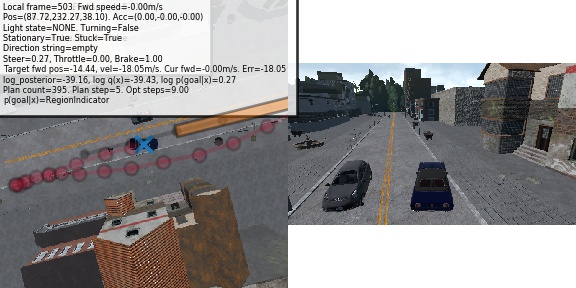 Local frame=503. Fwd speed=-0.00m/s
Pos=(87.72,232.27,38.10). Acc=(0.00,-0.00,-0.00)
Light state=NONE. Turning=False
Stationary=True. Stuck=True
Direction string=empty
Steer=0.27, Throttle=0.00, Brake=1.00
Target fwd pos=-14.44, vel=-18.05m/s. Cur fwd=-0.00m/s. Err=-18.05
log_posterior=-39.16, log q(x)=-39.43, log p(goal|x)=0.27
Plan count=395. Plan step=5. Opt steps=9.00
p(goal|x)=RegionIndicator